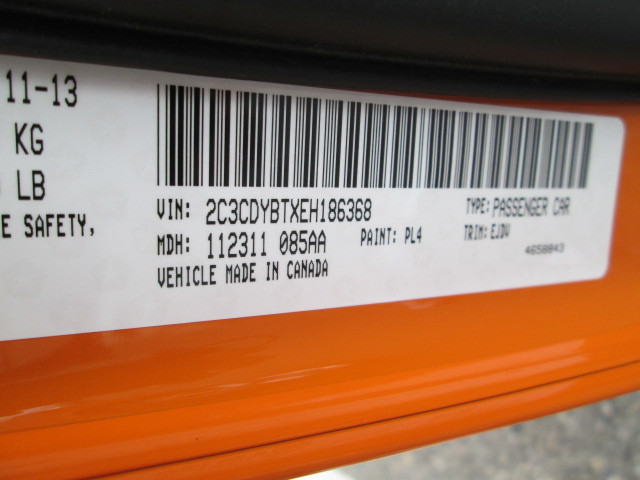 11-13
KG
LB
E SAFETY,
VIN: 2C3CDYBTXEH186368
TYPE: PASSENGER CAR
MDH: 112311 085AA
PAINT: PL4
TRIM: EJDV
VEHICLE MADE IN CANADA
4658843